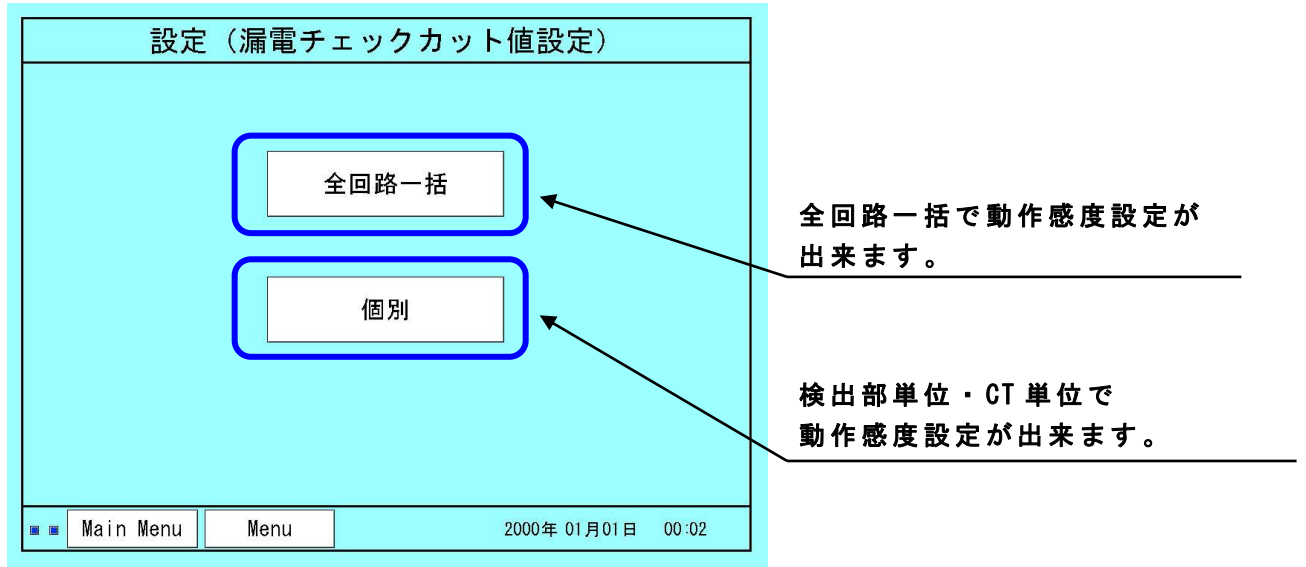 設定（漏電チェックカット値設定）
全回路一括
全回路一括で動作感度設定が
出来ます。
個別
検出部単位・CT単位で
動作感度設定が出来ます。
Main Menu Menu 2000年 01月01日 00:02